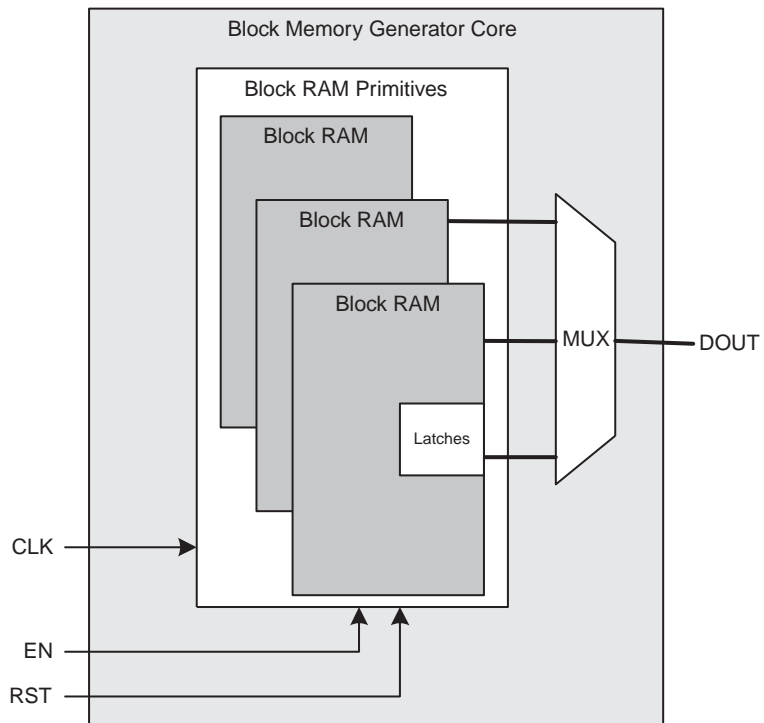 Block Memory Generator Core
Block RAM Primitives
Block RAM
Block RAM
Block RAM
MUX
DOUT
Latches
CLK
EN
RST